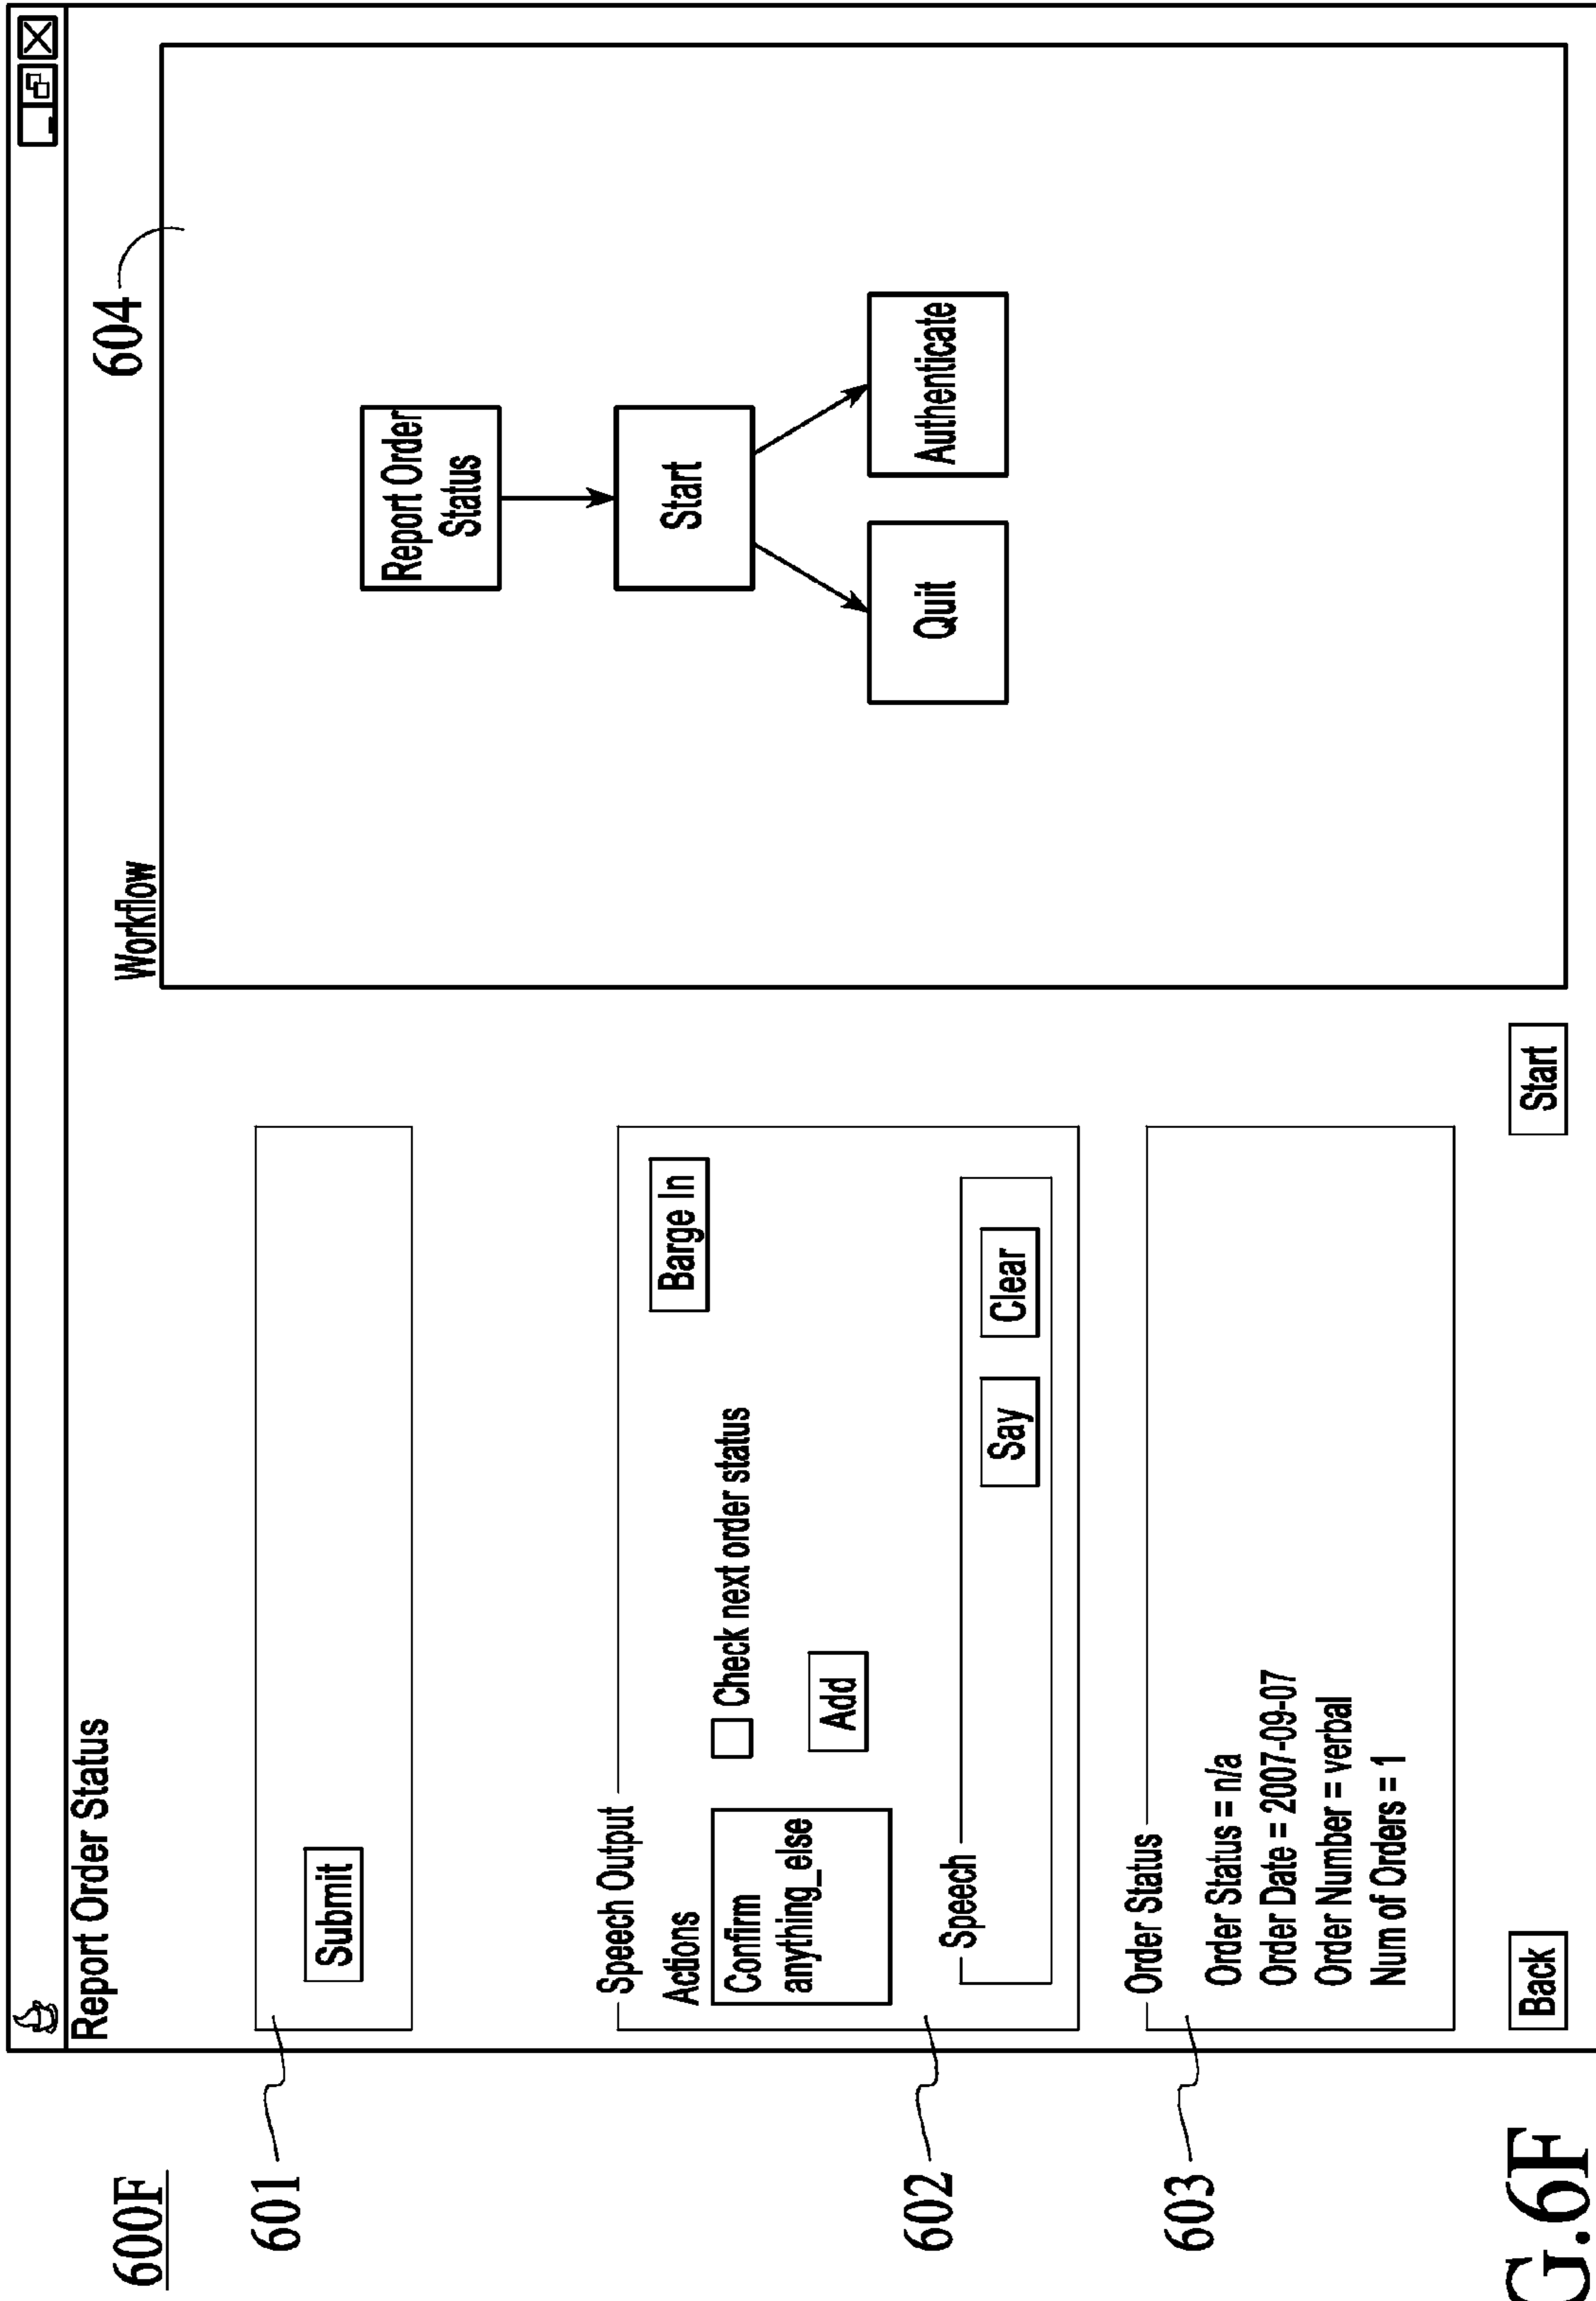 600F
Report Order Status
601
Submit
602
Speech Output
Actions
Barge In
Confirm
anything_else
Check next order status
Add
Speech
Say
Clear
603
Order Status
Order Status = n/a
Order Date = 2007-09-07
Order Number = verbal
Num of Orders = 1
Back
Start
Workflow
604
Report Order
Status
Start
Quit
Authenticate
G.6F